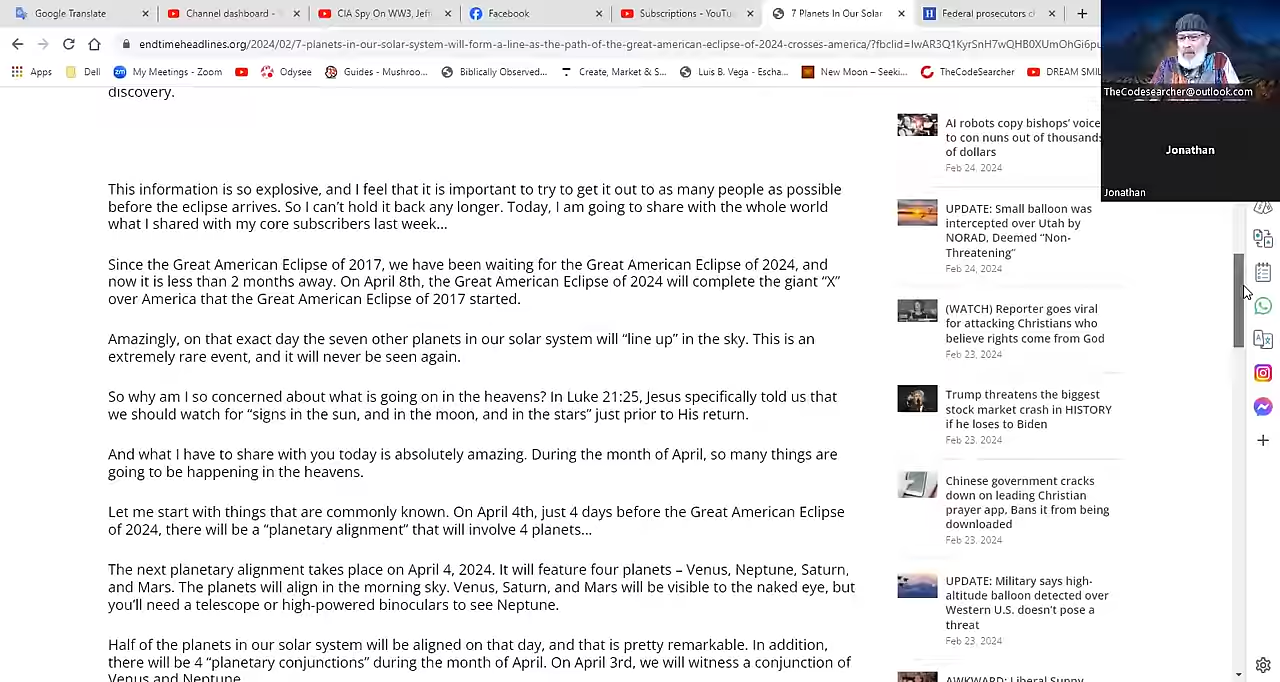 Google Translate
Channel dashboard -
CIA Spy On WW3, Jef
Facebook
Subscriptions - YouTu
7 Planets In Our Solar
Federal prosecutors
endtimeheadlines.org/2024/02/7-planets-in-our-solar-system-will-form-a-line-as-the-path-of-the-great-american-eclipse-of-2024-crosses-america/?fbclid=IwAR3Q1KyrSnH7wQHB0XUmOhGi6pu
Apps
Dell
My Meetings - Zoom
Odysee
Guides - Mushroo...
Biblically Observed...
Create, Market & S...
Luis B. Vega - Escha...
New Moon – Seeki...
TheCodeSearcher
DREAM SMIL
TheCodesearcher@outlook.com
Jonathan
Jonathan
discovery.
This information is so explosive, and I feel that it is important to try to get it out to as many people as possible
before the eclipse arrives. So I can’t hold it back any longer. Today, I am going to share with the whole world
what I shared with my core subscribers last week...
Since the Great American Eclipse of 2017, we have been waiting for the Great American Eclipse of 2024, and
now it is less than 2 months away. On April 8th, the Great American Eclipse of 2024 will complete the giant “X”
over America that the Great American Eclipse of 2017 started.
Amazingly, on that exact day the seven other planets in our solar system will “line up” in the sky. This is an
extremely rare event, and it will never be seen again.
So why am I so concerned about what is going on in the heavens? In Luke 21:25, Jesus specifically told us that
we should watch for “signs in the sun, and in the moon, and in the stars” just prior to His return.
And what I have to share with you today is absolutely amazing. During the month of April, so many things are
going to be happening in the heavens.
Let me start with things that are commonly known. On April 4th, just 4 days before the Great American Eclipse
of 2024, there will be a “planetary alignment” that will involve 4 planets...
The next planetary alignment takes place on April 4, 2024. It will feature four planets – Venus, Neptune, Saturn,
and Mars. The planets will align in the morning sky. Venus, Saturn, and Mars will be visible to the naked eye, but
you’ll need a telescope or high-powered binoculars to see Neptune.
Half of the planets in our solar system will be aligned on that day, and that is pretty remarkable. In addition,
there will be 4 “planetary conjunctions” during the month of April. On April 3rd, we will witness a conjunction of
Venus and Neptune
AI robots copy bishops’ voice
to con nuns out of thousands
of dollars
Feb 24, 2024
UPDATE: Small balloon was
intercepted over Utah by
NORAD, Deemed “Non-
Threatening”
Feb 24, 2024
(WATCH) Reporter goes viral
for attacking Christians who
believe rights come from God
Feb 23, 2024
Trump threatens the biggest
stock market crash in HISTORY
if he loses to Biden
Feb 23, 2024
Chinese government cracks
down on leading Christian
prayer app, Bans it from being
downloaded
Feb 23, 2024
UPDATE: Military says high-
altitude balloon detected over
Western U.S. doesn’t pose a
threat
Feb 23, 2024
AWKWARD: Liberal Sunny